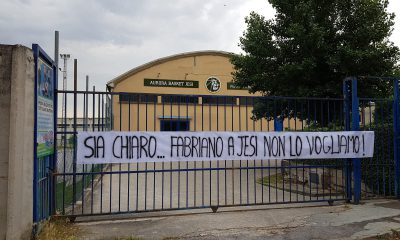 AURORA BASKET JESI
SIA CHIARO... FABRIANO A JESI NON LO VOGLIAMO!